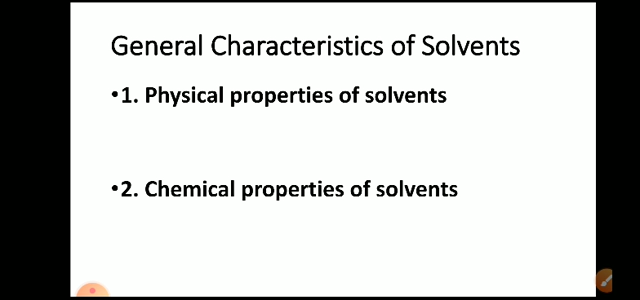 General Characteristics of Solvents
•1. Physical properties of solvents
•2. Chemical properties of solvents